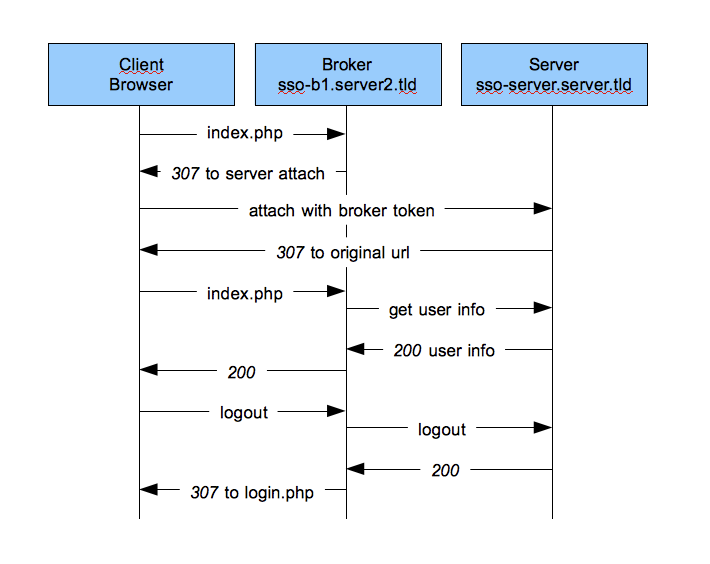 Client
Browser
Broker
sso-b1.server2.tld
Server
sso-server.server.tld
index.php
307 to server attach
attach with broker token
307 to original url
index.php
get user info
200 user info
200
logout
logout
200
307 to login.php